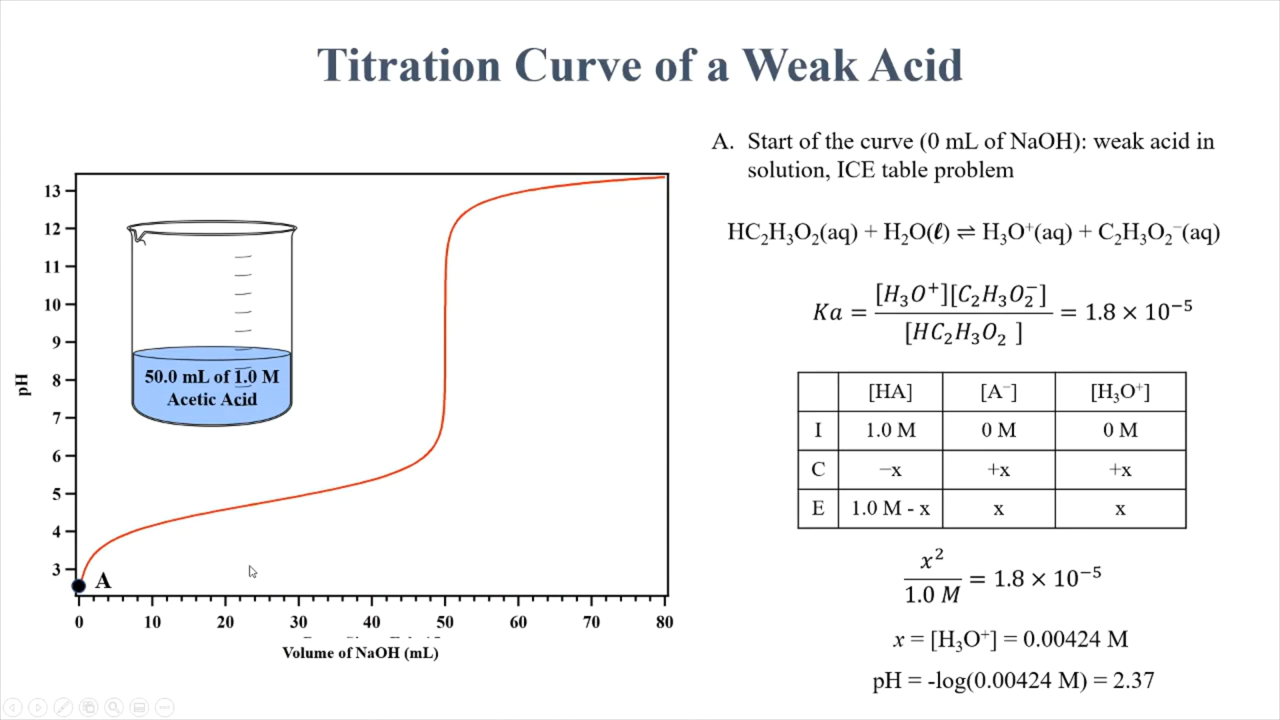 Titration Curve of a Weak Acid
A. Start of the curve (0 mL of NaOH): weak acid in
solution, ICE table problem
HC₂H₃O₂(aq) + H₂O(ℓ) ⇌ H₃O⁺(aq) + C₂H₃O₂⁻(aq)
Ka = [H₃O⁺][C₂H₃O₂⁻] / [HC₂H₃O₂ ] = 1.8 × 10⁻⁵
[HA] [A⁻] [H₃O⁺]
I 1.0 M 0 M 0 M
C −x +x +x
E 1.0 M - x x x
x² / 1.0 M = 1.8 × 10⁻⁵
x = [H₃O⁺] = 0.00424 M
pH = -log(0.00424 M) = 2.37
pH
13
12
11
10
9
8
7
6
5
4
3
50.0 mL of 1.0 M
Acetic Acid
A
0 10 20 30 40 50 60 70 80
Volume of NaOH (mL)